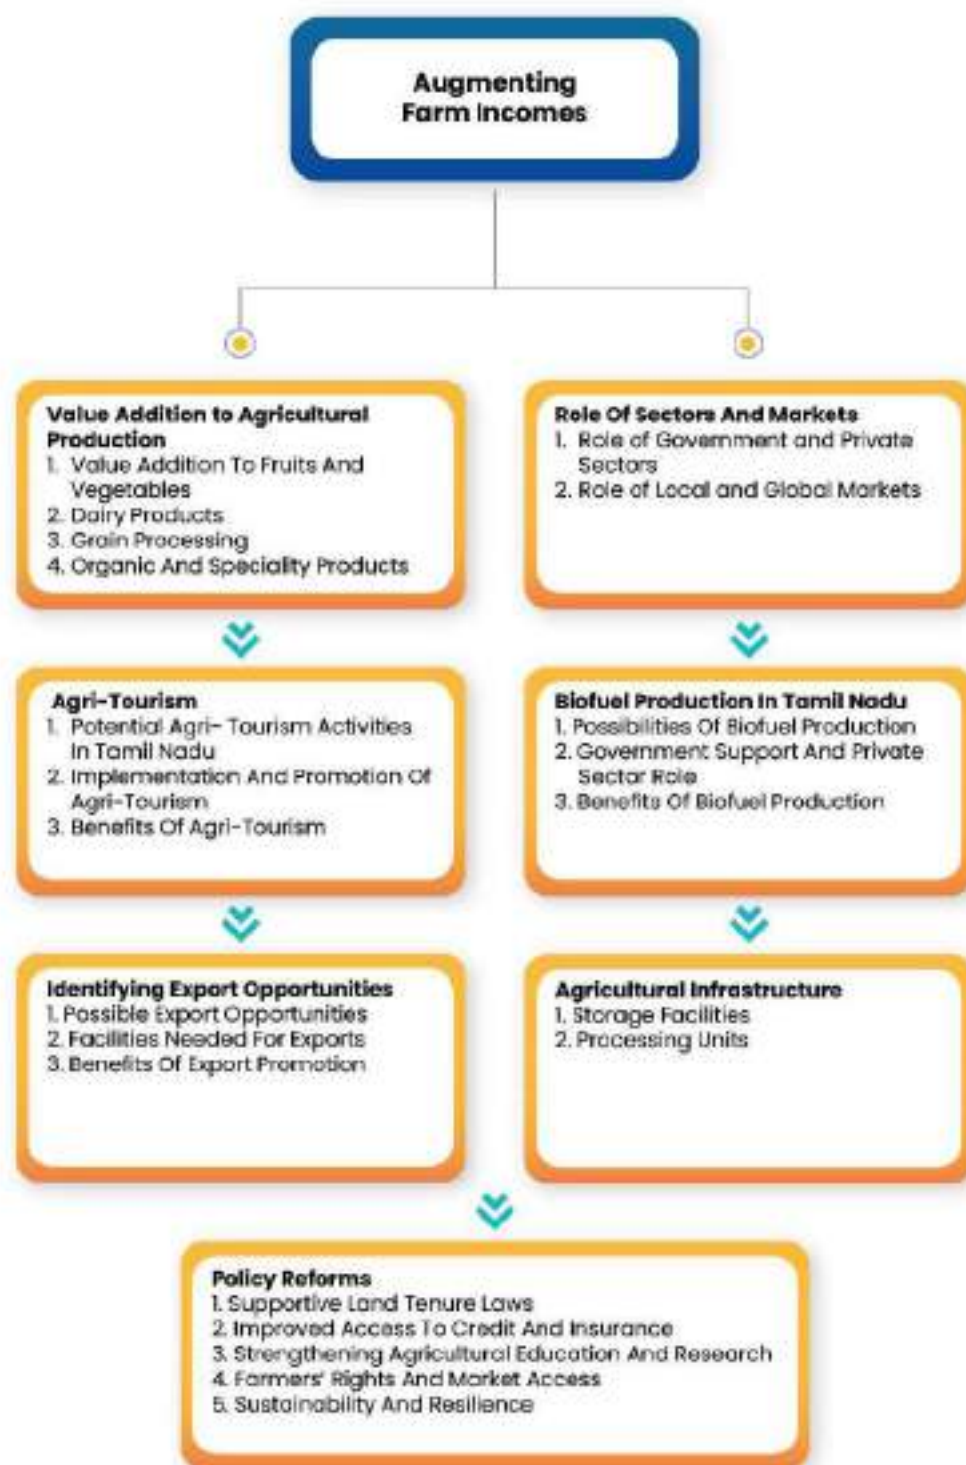 Augmenting
Farm Incomes
Value Addition to Agricultural
Production
1. Value Addition To Fruits And
Vegetables
2. Dairy Products
3. Grain Processing
4. Organic And Speciality Products
Role Of Sectors And Markets
1. Role of Government and Private
Sectors
2. Role of Local and Global Markets
Agri-Tourism
1. Potential Agri- Tourism Activities
In Tamil Nadu
2. Implementation And Promotion Of
Agri-Tourism
3. Benefits Of Agri-Tourism
Biofuel Production In Tamil Nadu
1. Possibilities Of Biofuel Production
2. Government Support And Private
Sector Role
3. Benefits Of Biofuel Production
Identifying Export Opportunities
1. Possible Export Opportunities
2. Facilities Needed For Exports
3. Benefits Of Export Promotion
Agricultural Infrastructure
1. Storage Facilities
2. Processing Units
Policy Reforms
1. Supportive Land Tenure Laws
2. Improved Access To Credit And Insurance
3. Strengthening Agricultural Education And Research
4. Farmers' Rights And Market Access
5. Sustainability And Resilience